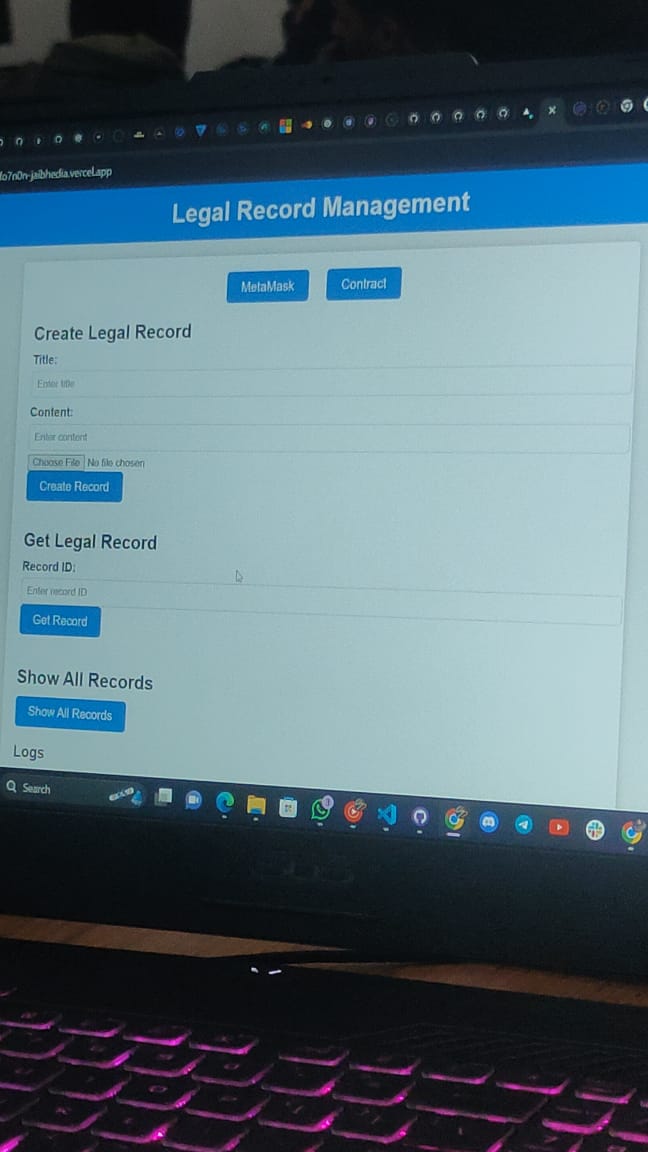 fo7n0n-jaibhedia.vercel.app
Legal Record Management
MetaMask
Contract
Create Legal Record
Title:
Enter title
Content:
Enter content
Choose File No file chosen
Create Record
Get Legal Record
Record ID:
Enter record ID
Get Record
Show All Records
Show All Records
Logs
Search